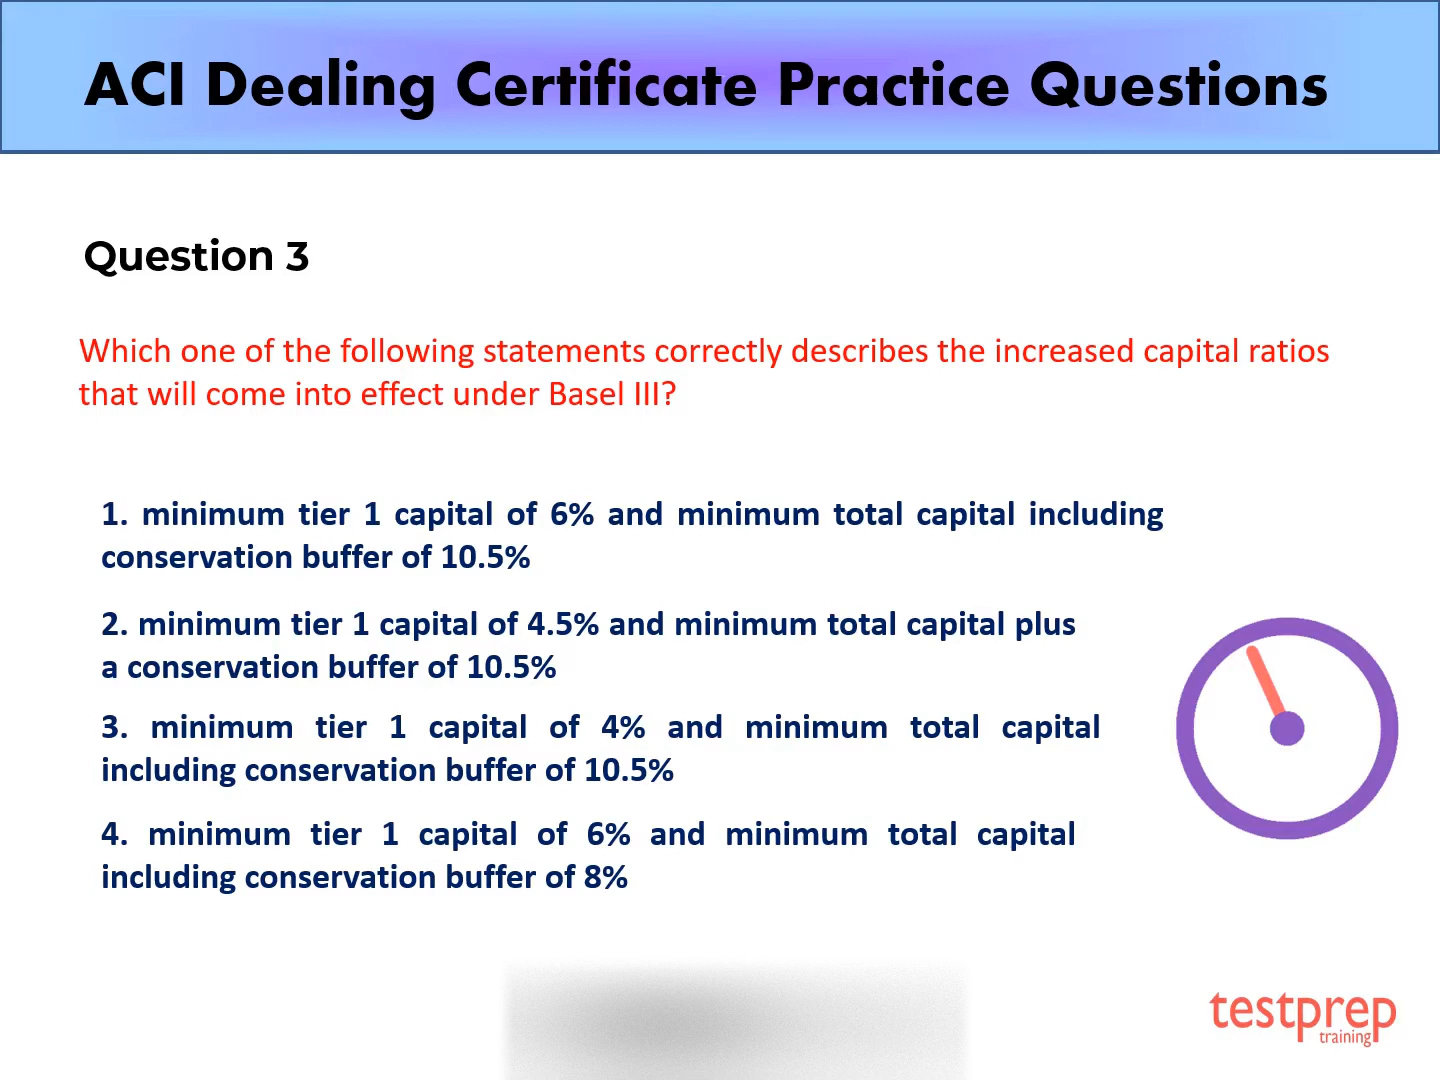 ACI Dealing Certificate Practice Questions
Question 3
Which one of the following statements correctly describes the increased capital ratios
that will come into effect under Basel III?
1. minimum tier 1 capital of 6% and minimum total capital including
conservation buffer of 10.5%
2. minimum tier 1 capital of 4.5% and minimum total capital plus
a conservation buffer of 10.5%
3. minimum tier 1 capital of 4% and minimum total capital
including conservation buffer of 10.5%
4. minimum tier 1 capital of 6% and minimum total capital
including conservation buffer of 8%
testprep
training